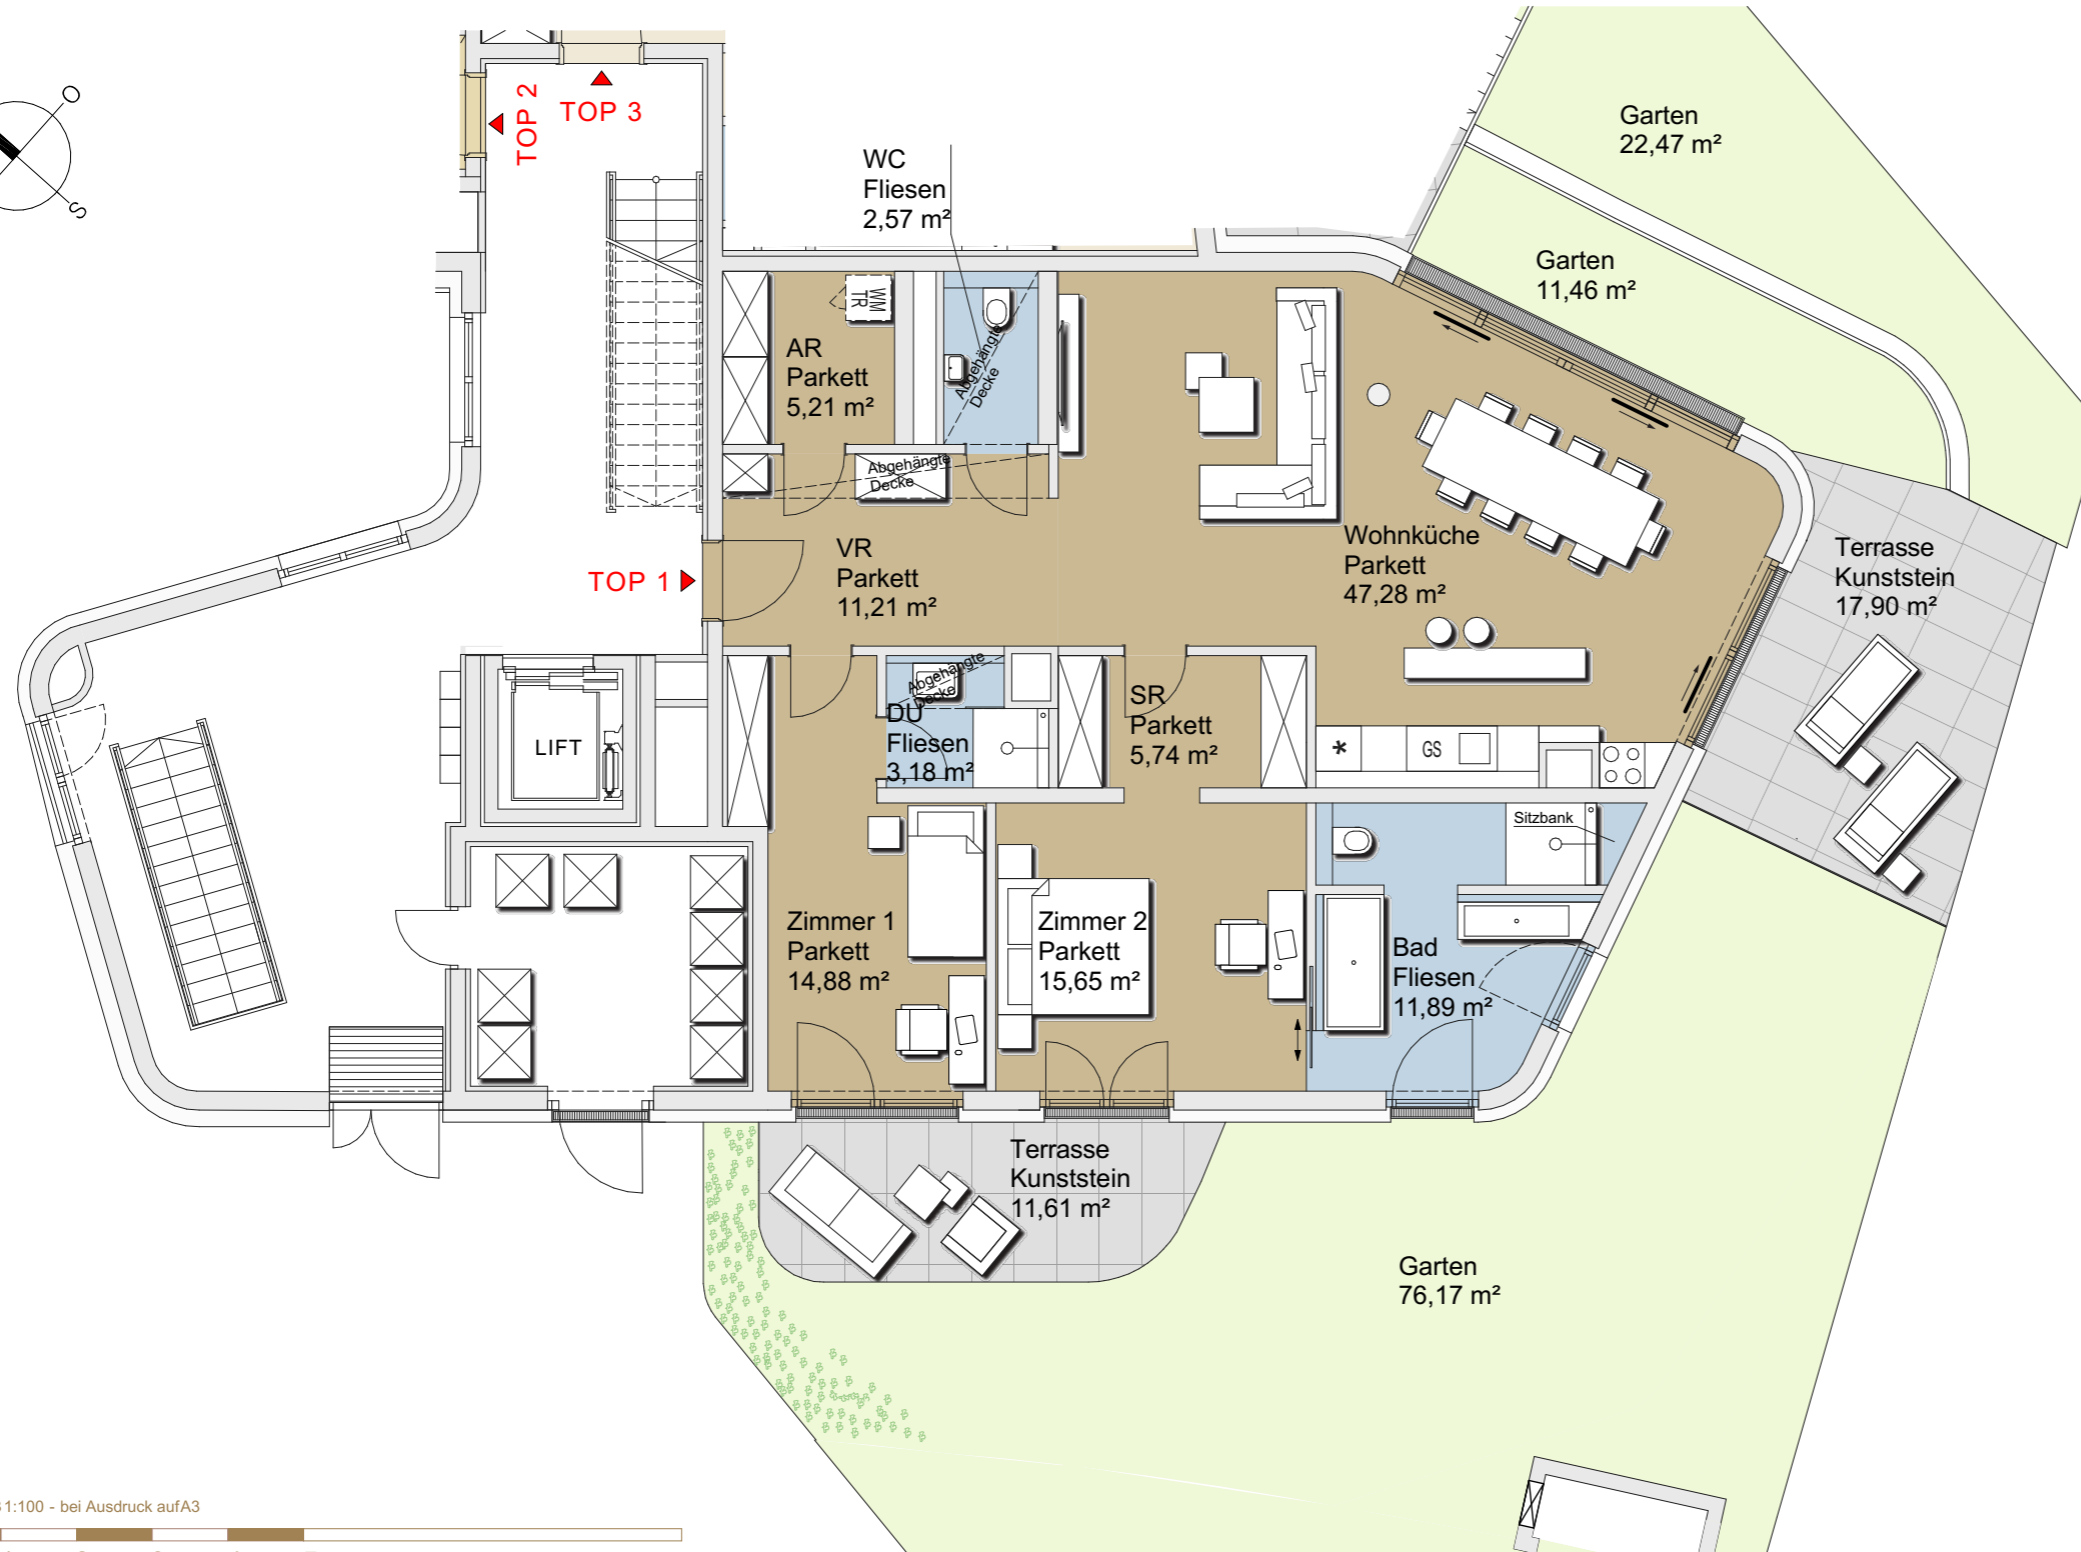 O
S
TOP 2
TOP 3
WC
Fliesen
2,57 m²
Garten
22,47 m²
Garten
11,46 m²
WM
TR
AR
Parkett
5,21 m²
Abgehängte
Decke
Abgehängte
Decke
VR
Parkett
11,21 m²
TOP 1
Wohnküche
Parkett
47,28 m²
Terrasse
Kunststein
17,90 m²
LIFT
Abgehängte
Decke
DU
Fliesen
3,18 m²
SR
Parkett
5,74 m²
*
GS
Sitzbank
Zimmer 1
Parkett
14,88 m²
Zimmer 2
Parkett
15,65 m²
Bad
Fliesen
11,89 m²
Terrasse
Kunststein
11,61 m²
Garten
76,17 m²
1:100 - bei Ausdruck aufA3